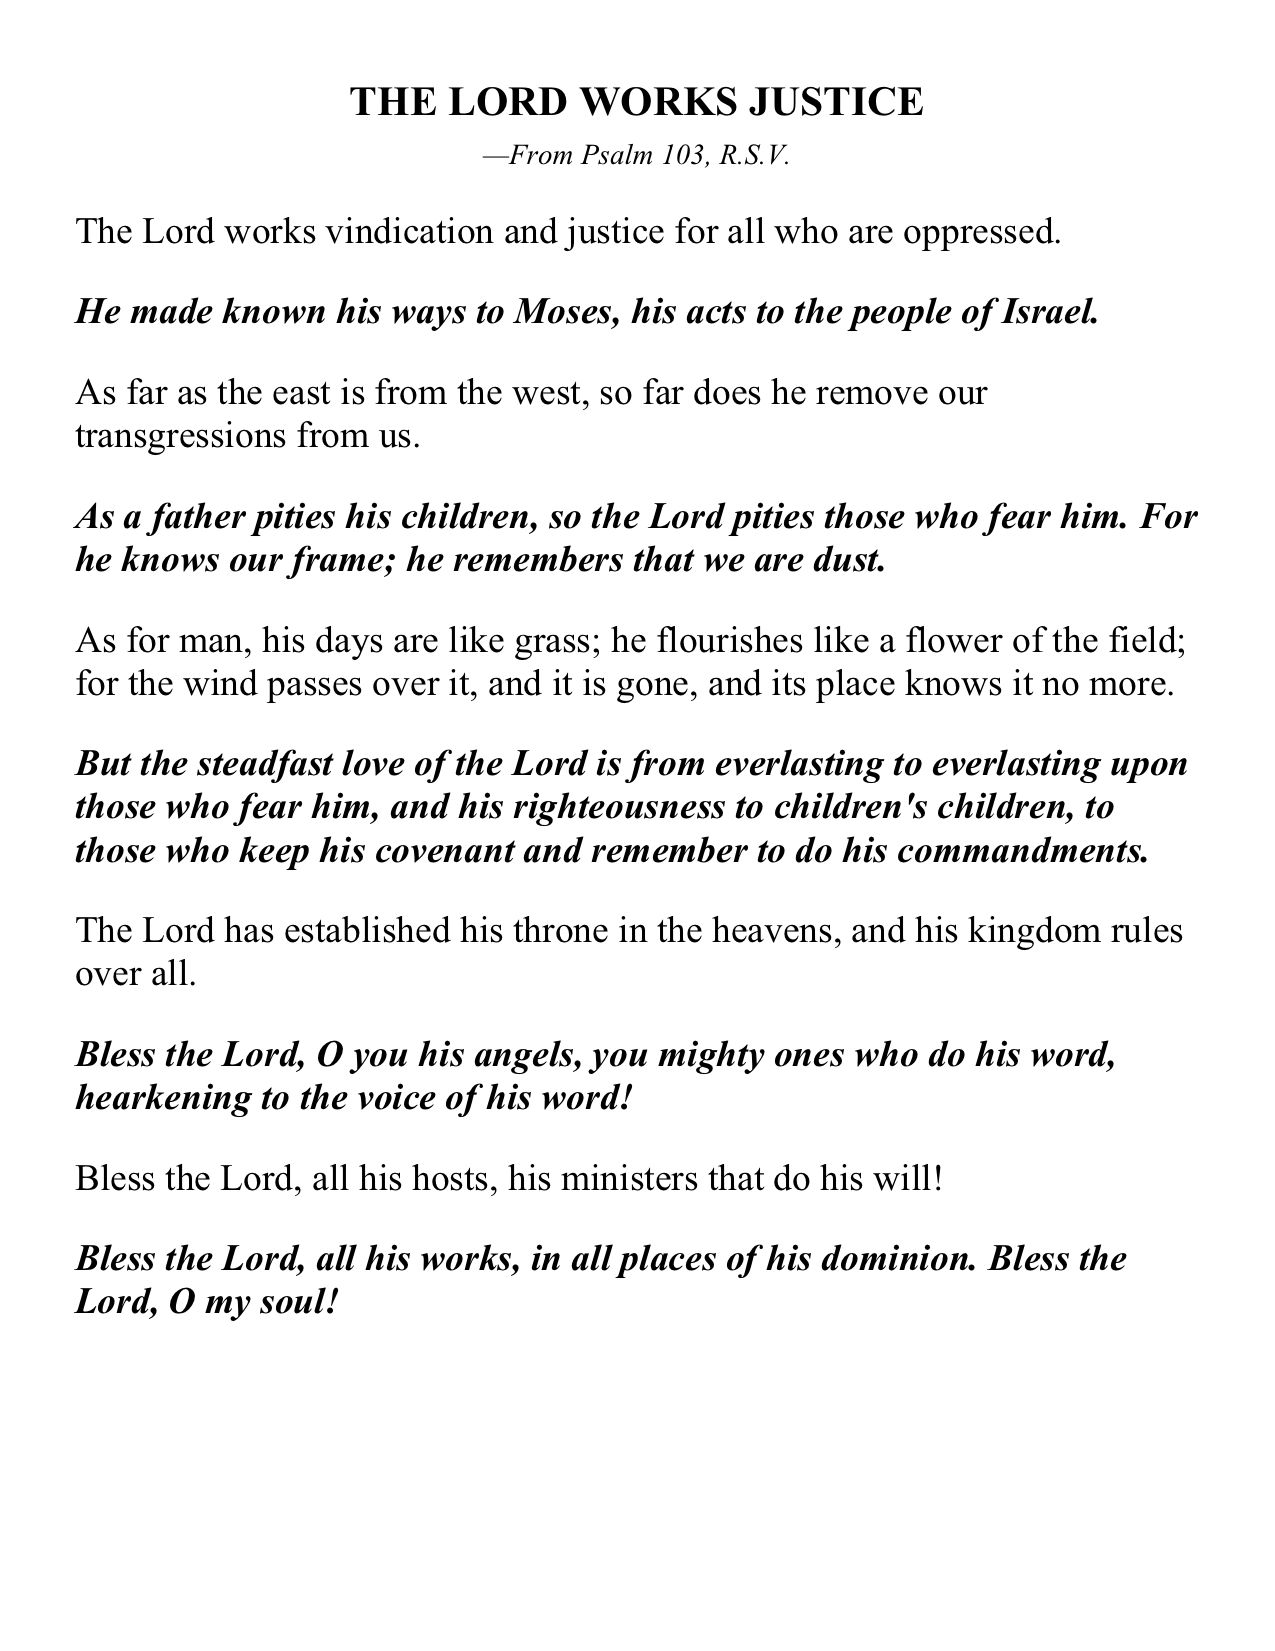 THE LORD WORKS JUSTICE
—From Psalm 103, R.S.V.
The Lord works vindication and justice for all who are oppressed.
He made known his ways to Moses, his acts to the people of Israel.
As far as the east is from the west, so far does he remove our
transgressions from us.
As a father pities his children, so the Lord pities those who fear him. For
he knows our frame; he remembers that we are dust.
As for man, his days are like grass; he flourishes like a flower of the field;
for the wind passes over it, and it is gone, and its place knows it no more.
But the steadfast love of the Lord is from everlasting to everlasting upon
those who fear him, and his righteousness to children's children, to
those who keep his covenant and remember to do his commandments.
The Lord has established his throne in the heavens, and his kingdom rules
over all.
Bless the Lord, O you his angels, you mighty ones who do his word,
hearkening to the voice of his word!
Bless the Lord, all his hosts, his ministers that do his will!
Bless the Lord, all his works, in all places of his dominion. Bless the
Lord, O my soul!